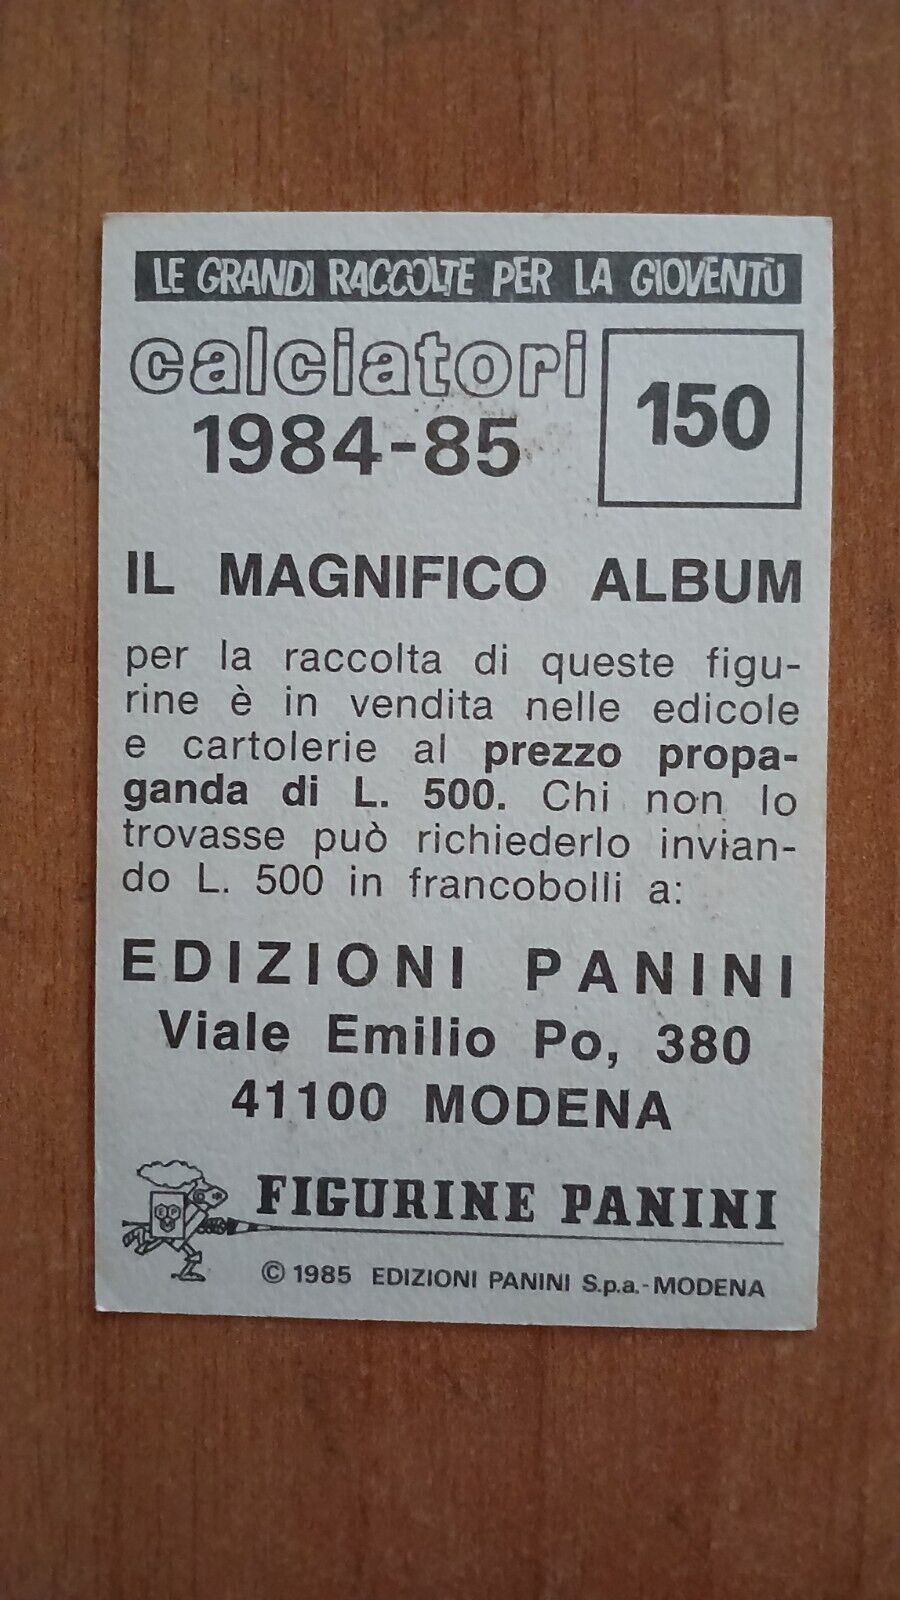 LE GRANDI RACCOLTE PER LA GIOVENTÙ
calciatori
1984-85
150
IL MAGNIFICO ALBUM
per la raccolta di queste figu-
rine è in vendita nelle edicole
e cartolerie al prezzo propa-
ganda di L. 500. Chi non lo
trovasse può richiederlo invian-
do L. 500 in francobolli a:
EDIZIONI PANINI
Viale Emilio Po, 380
41100 MODENA
FIGURINE PANINI
© 1985 EDIZIONI PANINI S.p.a.-MODENA